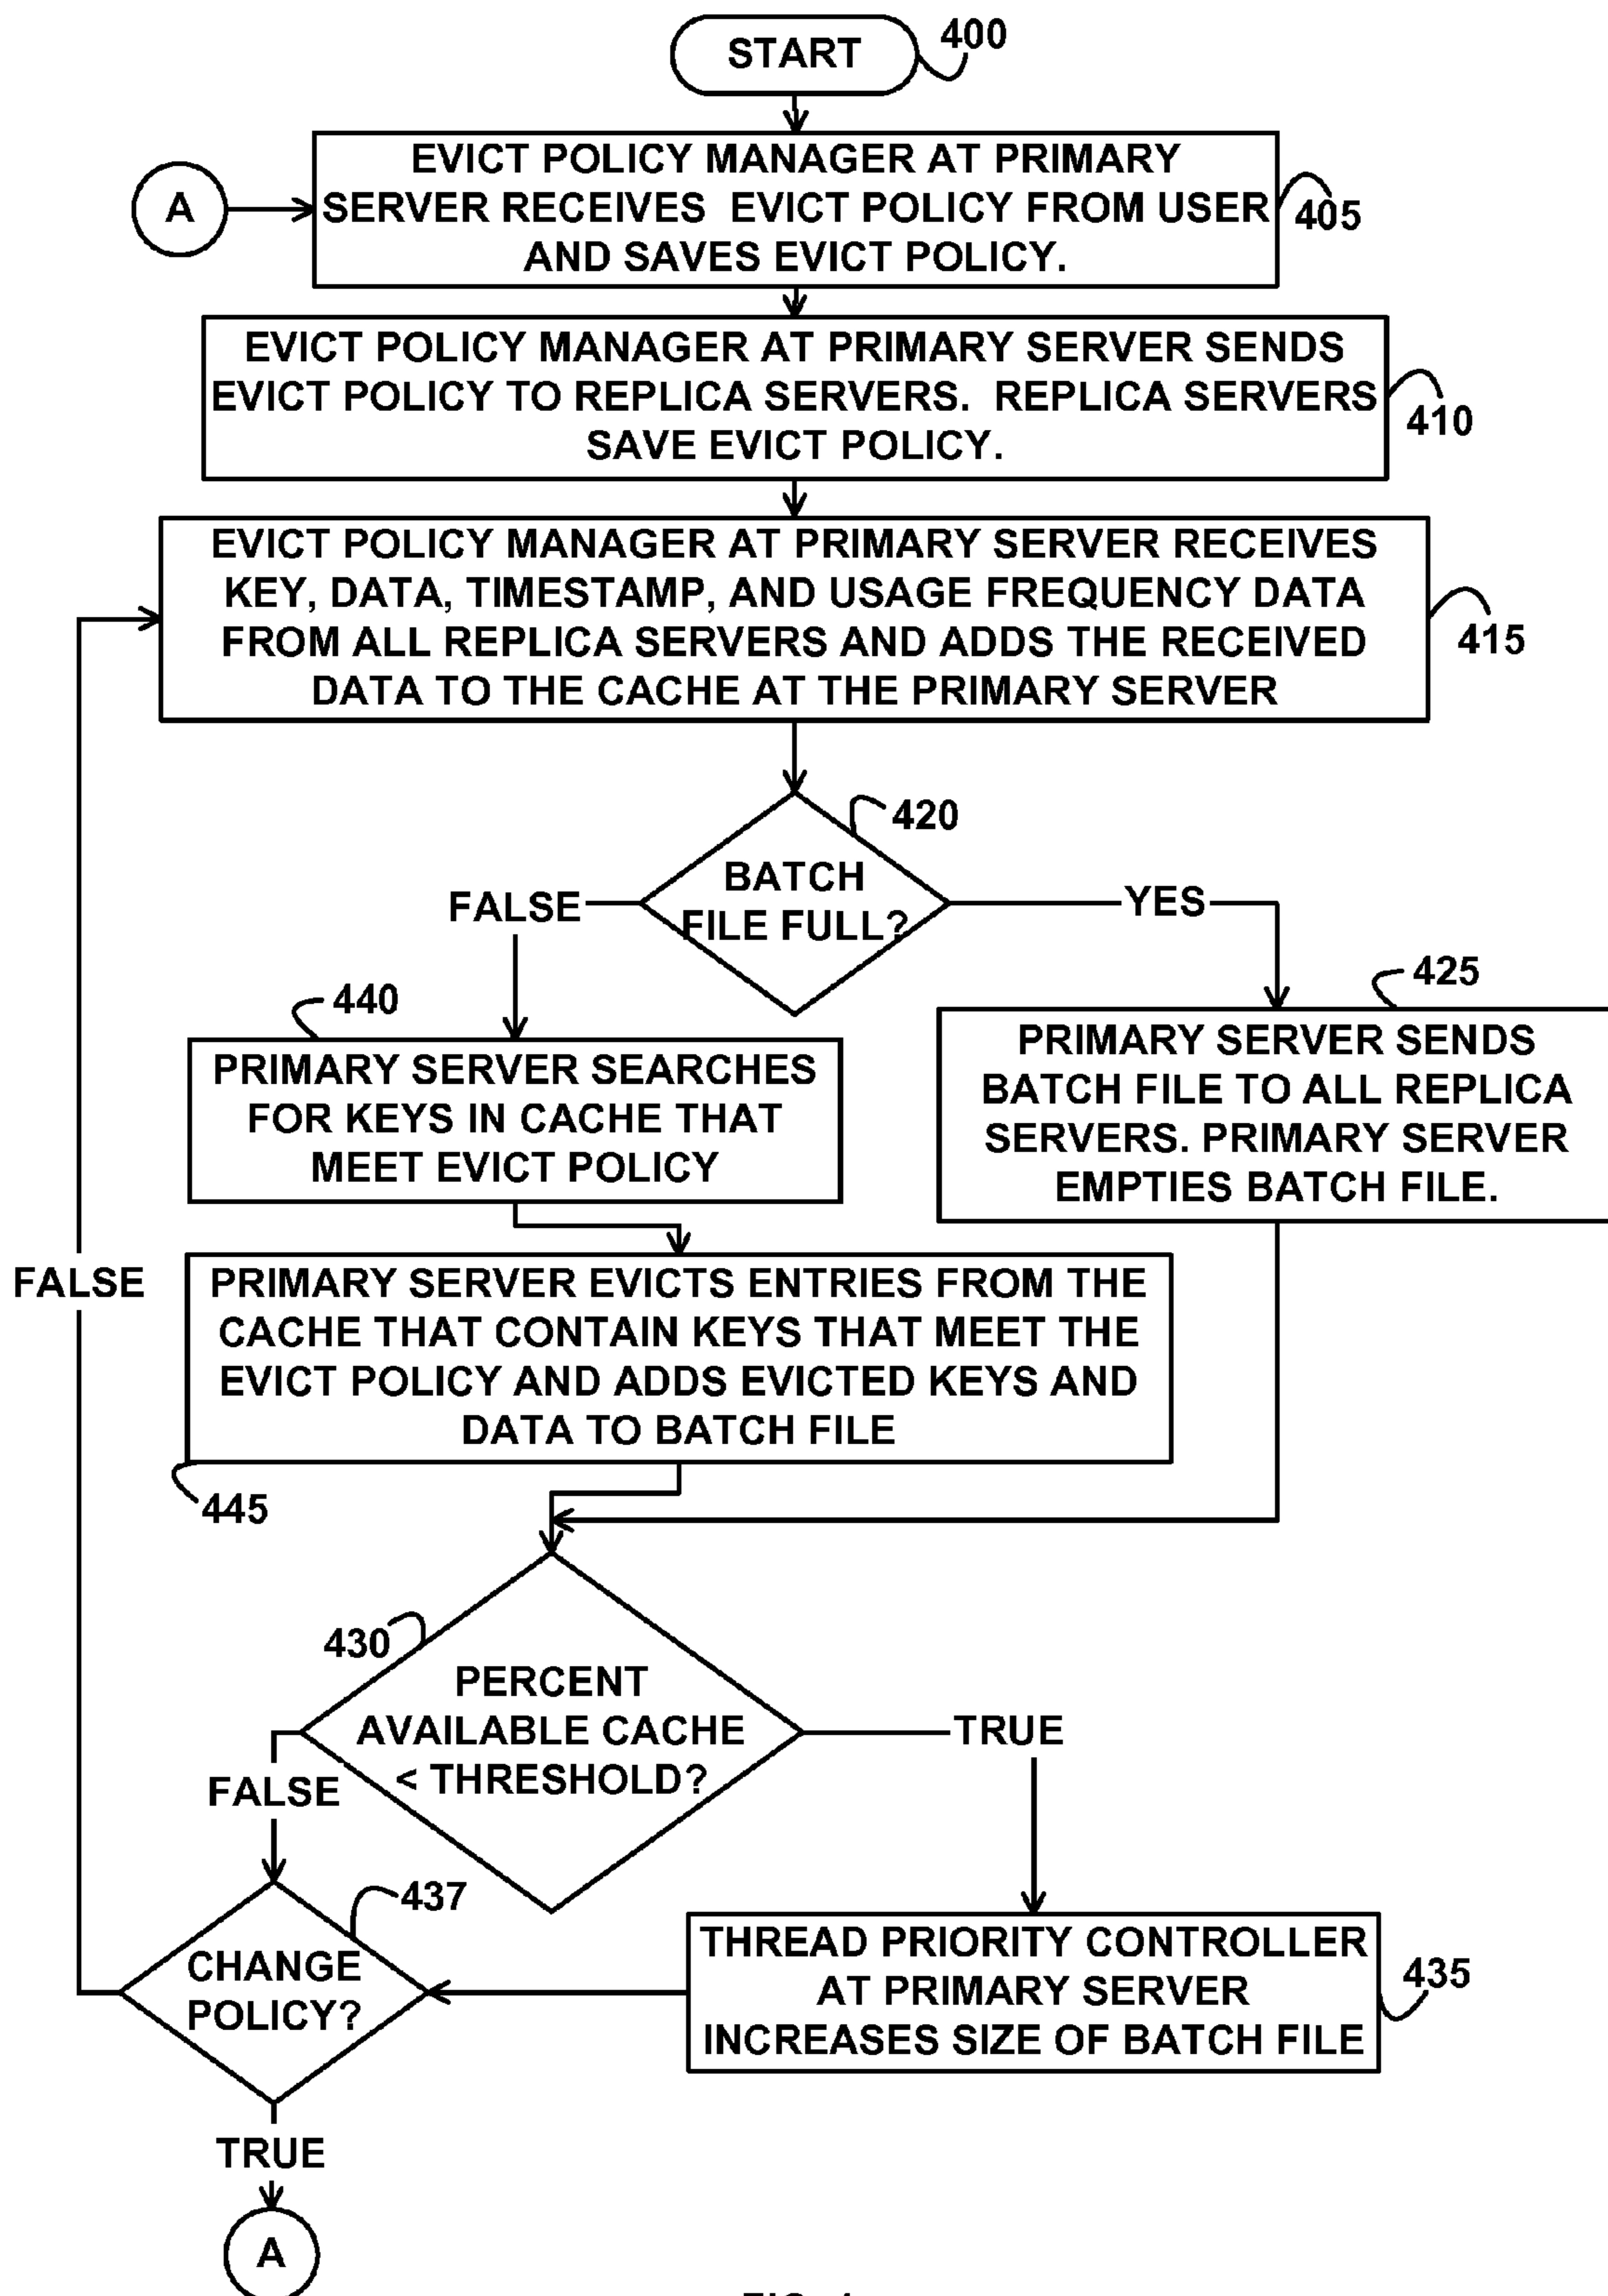 START
400
A
EVICT POLICY MANAGER AT PRIMARY
SERVER RECEIVES EVICT POLICY FROM USER
AND SAVES EVICT POLICY.
405
EVICT POLICY MANAGER AT PRIMARY SERVER SENDS
EVICT POLICY TO REPLICA SERVERS. REPLICA SERVERS
SAVE EVICT POLICY.
410
EVICT POLICY MANAGER AT PRIMARY SERVER RECEIVES
KEY, DATA, TIMESTAMP, AND USAGE FREQUENCY DATA
FROM ALL REPLICA SERVERS AND ADDS THE RECEIVED
DATA TO THE CACHE AT THE PRIMARY SERVER
415
420
BATCH
FILE FULL?
FALSE
YES
425
PRIMARY SERVER SENDS
BATCH FILE TO ALL REPLICA
SERVERS. PRIMARY SERVER
EMPTIES BATCH FILE.
440
PRIMARY SERVER SEARCHES
FOR KEYS IN CACHE THAT
MEET EVICT POLICY
FALSE
PRIMARY SERVER EVICTS ENTRIES FROM THE
CACHE THAT CONTAIN KEYS THAT MEET THE
EVICT POLICY AND ADDS EVICTED KEYS AND
DATA TO BATCH FILE
445
430
PERCENT
AVAILABLE CACHE
< THRESHOLD?
TRUE
FALSE
437
CHANGE
POLICY?
THREAD PRIORITY CONTROLLER
AT PRIMARY SERVER
INCREASES SIZE OF BATCH FILE
435
TRUE
A